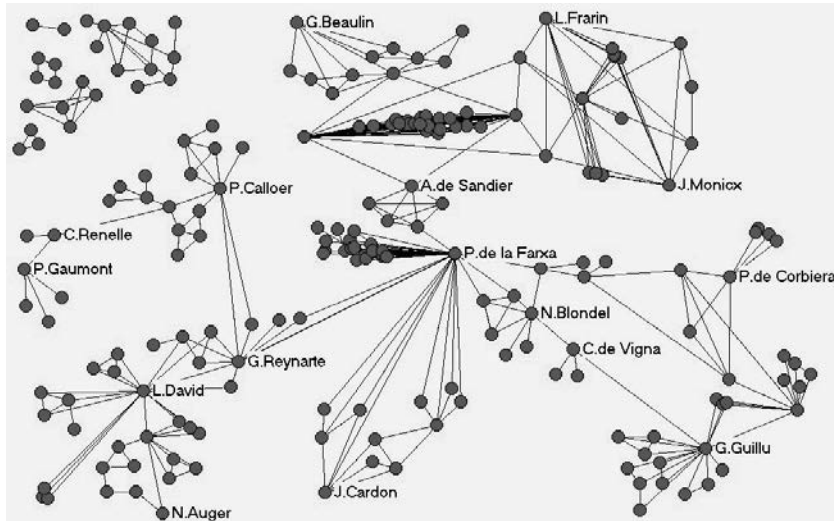 G.Beaulin
L.Frarin
P.Calloer
A.de Sandier
J.Monicx
C.Renelle
P.Gaumont
P.de la Farxa
P.de Corbiera
N.Blondel
G.Reynarte
C.de Vigna
L.David
G.Guillu
J.Cardon
N.Auger